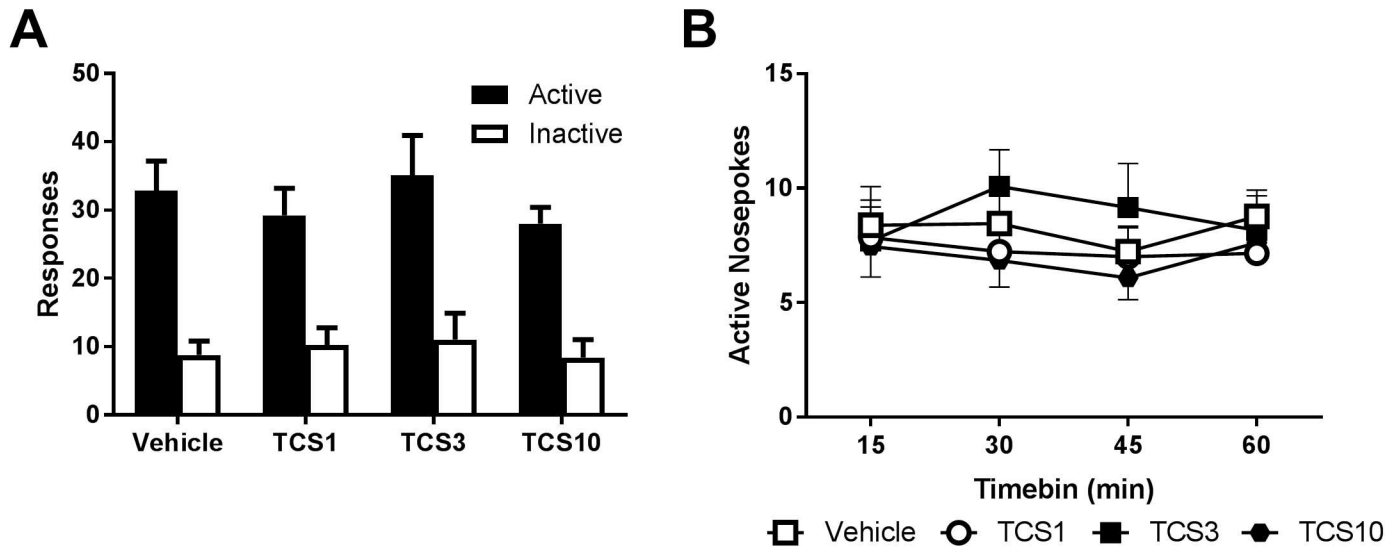 A
50
40
30
20
10
0
Responses
Active
Inactive
Vehicle TCS1 TCS3 TCS10
B
15
10
5
0
Active Nosepokes
15 30 45 60
Timebin (min)
Vehicle TCS1 TCS3 TCS10